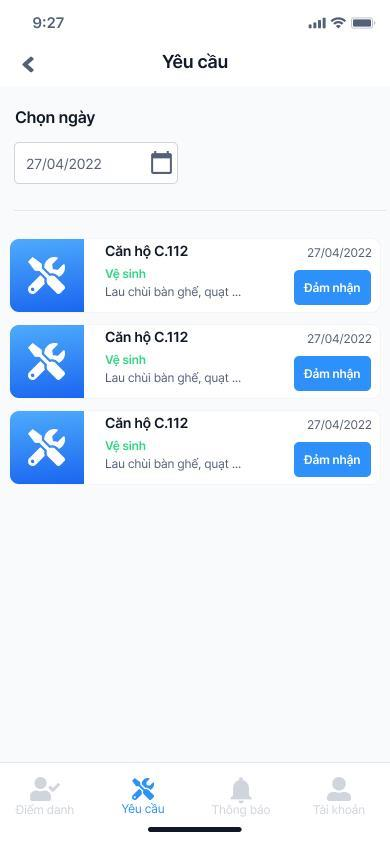 9:27
Yêu cầu
Chọn ngày
27/04/2022
Căn hộ C.112
27/04/2022
Vệ sinh
Lau chùi bàn ghế, quạt ...
Đảm nhận
Căn hộ C.112
27/04/2022
Vệ sinh
Lau chùi bàn ghế, quạt ...
Đảm nhận
Căn hộ C.112
27/04/2022
Vệ sinh
Lau chùi bàn ghế, quạt ...
Đảm nhận
Điểm danh
Yêu cầu
Thông báo
Tài khoản